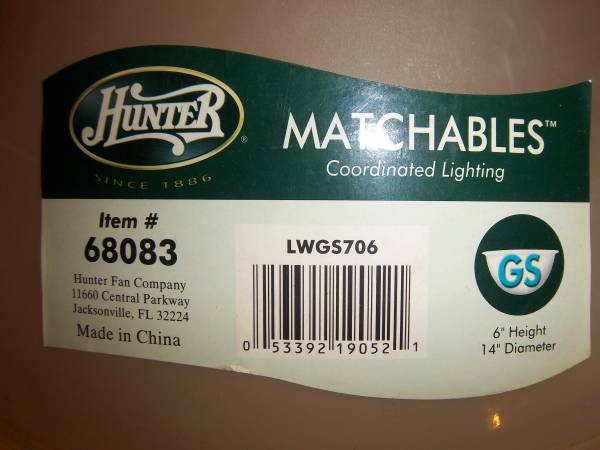 HUNTER®
SINCE 1886
MATCHABLES™
Coordinated Lighting
Item #
68083
Hunter Fan Company
11660 Central Parkway
Jacksonville, FL 32224
Made in China
LWGS706
0 53392 19052 1
GS
6" Height
14" Diameter